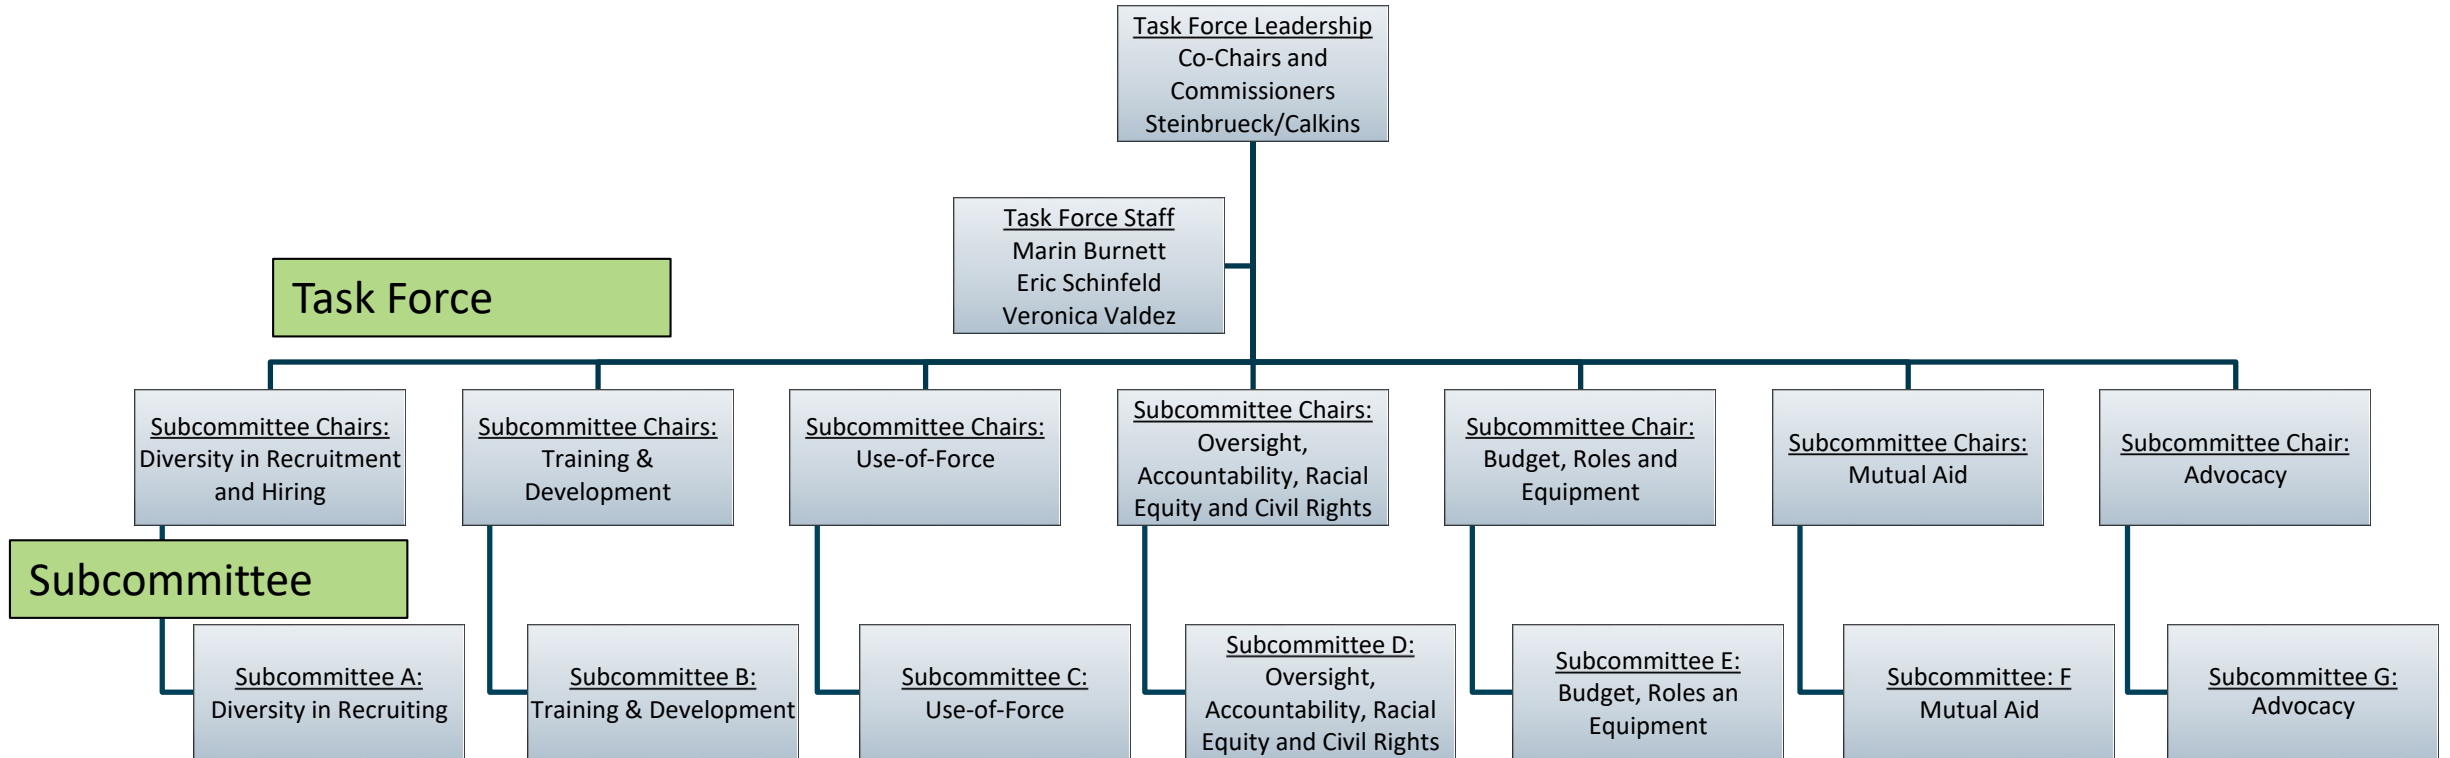 Task Force Leadership
Co-Chairs and
Commissioners
Steinbrueck/Calkins
Task Force Staff
Marin Burnett
Eric Schinfeld
Veronica Valdez
Task Force
Subcommittee Chairs:
Diversity in Recruitment
and Hiring
Subcommittee Chairs:
Training &
Development
Subcommittee Chairs:
Use-of-Force
Subcommittee Chairs:
Oversight,
Accountability, Racial
Equity and Civil Rights
Subcommittee Chair:
Budget, Roles and
Equipment
Subcommittee Chairs:
Mutual Aid
Subcommittee Chair:
Advocacy
Subcommittee
Subcommittee A:
Diversity in Recruiting
Subcommittee B:
Training & Development
Subcommittee C:
Use-of-Force
Subcommittee D:
Oversight,
Accountability, Racial
Equity and Civil Rights
Subcommittee E:
Budget, Roles an
Equipment
Subcommittee: F
Mutual Aid
Subcommittee G:
Advocacy